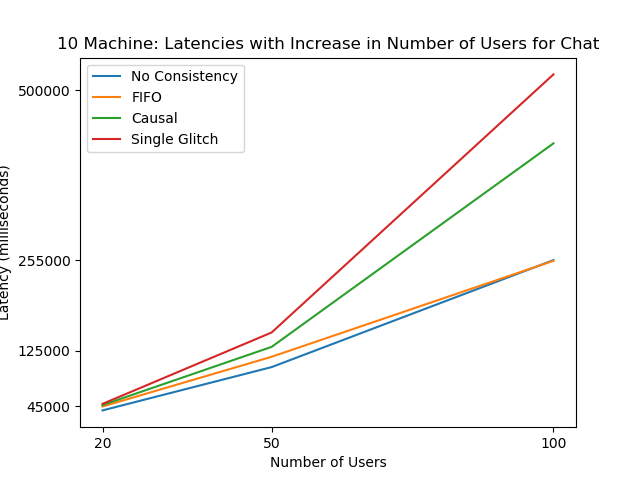 10 Machine: Latencies with Increase in Number of Users for Chat
No Consistency
FIFO
Causal
Single Glitch
500000
255000
125000
45000
Latency (milliseconds)
20 50 100
Number of Users